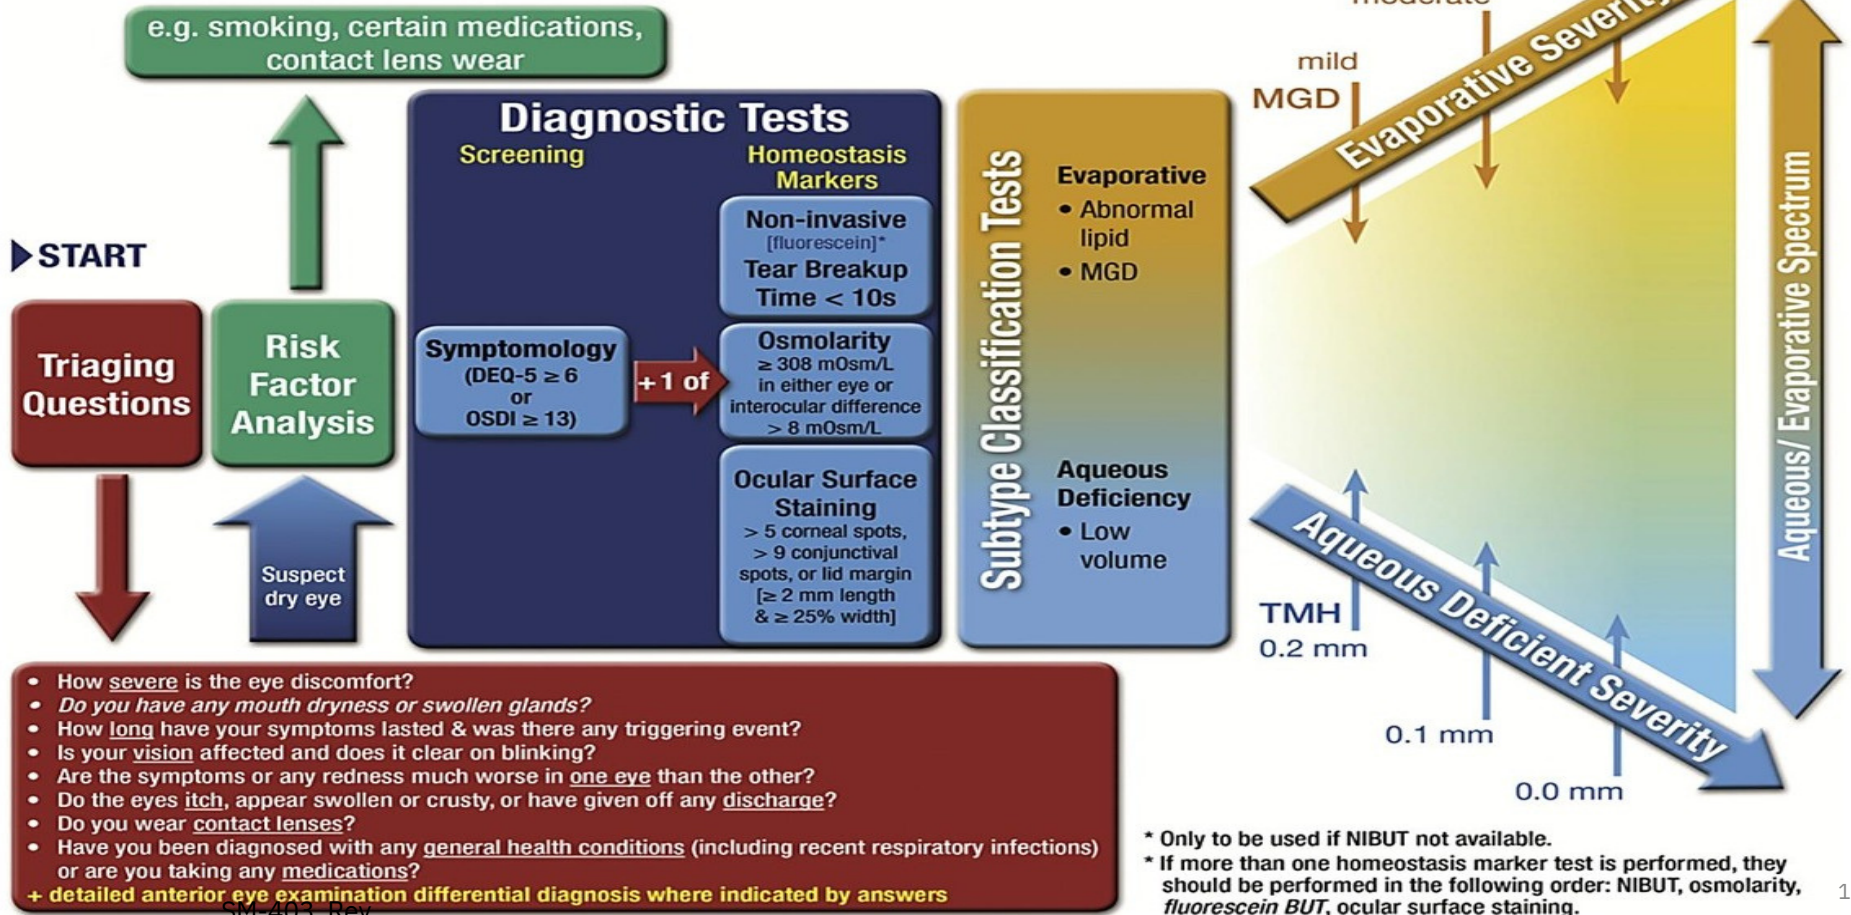 e.g. smoking, certain medications,
contact lens wear
START
Triaging
Questions
Risk
Factor
Analysis
Suspect
dry eye
Diagnostic Tests
Screening
Symptomology
(DEQ-5 ≥ 6
or
OSDI ≥ 13)
+1 of
Homeostasis
Markers
Non-invasive
[fluorescein]*
Tear Breakup
Time < 10s
Osmolarity
≥ 308 mOsm/L
in either eye or
interocular difference
> 8 mOsm/L
Ocular Surface
Staining
> 5 corneal spots,
> 9 conjunctival
spots, or lid margin
[≥ 2 mm length
& ≥ 25% width]
Subtype Classification Tests
Evaporative
• Abnormal
lipid
• MGD
Aqueous
Deficiency
• Low
volume
moderate
mild
MGD
Evaporative Severity
Aqueous/ Evaporative Spectrum
Aqueous Deficient Severity
TMH
0.2 mm
0.1 mm
0.0 mm
• How severe is the eye discomfort?
• Do you have any mouth dryness or swollen glands?
• How long have your symptoms lasted & was there any triggering event?
• Is your vision affected and does it clear on blinking?
• Are the symptoms or any redness much worse in one eye than the other?
• Do the eyes itch, appear swollen or crusty, or have given off any discharge?
• Do you wear contact lenses?
• Have you been diagnosed with any general health conditions (including recent respiratory infections)
or are you taking any medications?
+ detailed anterior eye examination differential diagnosis where indicated by answers
SM-403 Rev
* Only to be used if NIBUT not available.
* If more than one homeostasis marker test is performed, they
should be performed in the following order: NIBUT, osmolarity,
fluorescein BUT, ocular surface staining.
1